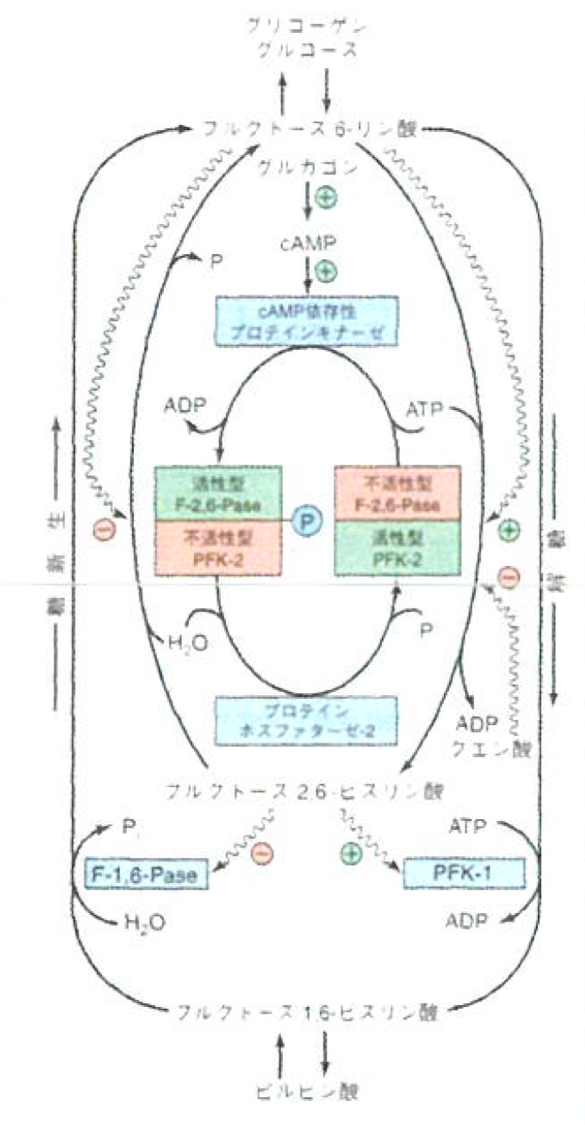 グリコーゲン
グルコース
フルクトース 6-リン酸
グルカゴン
+
cAMP
+
P
cAMP依存性
プロテインキナーゼ
ADP
ATP
活性型
F-2,6-Pase
不活性型
PFK-2
P
不活性型
F-2,6-Pase
活性型
PFK-2
−
+
−
糖新生
解糖
H₂O
P
プロテイン
ホスファターゼ-2
ADP
クエン酸
フルクトース 2,6-ビスリン酸
Pi
−
+
ATP
F-1,6-Pase
PFK-1
H₂O
ADP
フルクトース 1,6-ビスリン酸
ピルビン酸